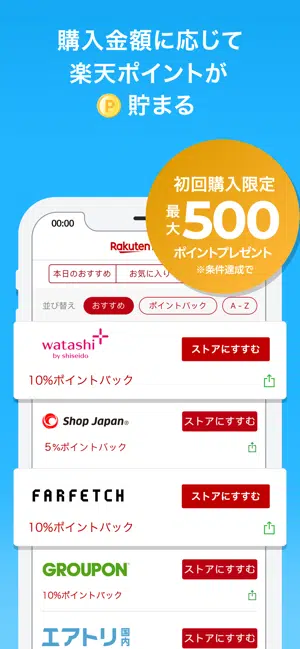 購入金額に応じて
楽天ポイントが
P 貯まる
初回購入限定
最大500
ポイントプレゼント
※条件達成で
00:00
Rakuten
本日のおすすめ
お気に入り
並び替え
おすすめ
ポイントバック
A - Z
watashi+
by shiseido
ストアにすすむ
10%ポイントバック
Shop Japan®
ストアにすすむ
5%ポイントバック
FARFETCH
ストアにすすむ
10%ポイントバック
GROUPON
ストアにすすむ
10%ポイントバック
エアトリ 国内
ストアにすすむ